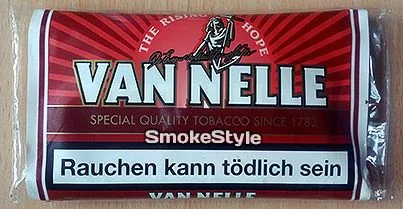 THE RISING HOPE
VAN NELLE
SPECIAL QUALITY TOBACCO SINCE 1782
SmokeStyle
Rauchen kann tödlich sein
VAN NELLE